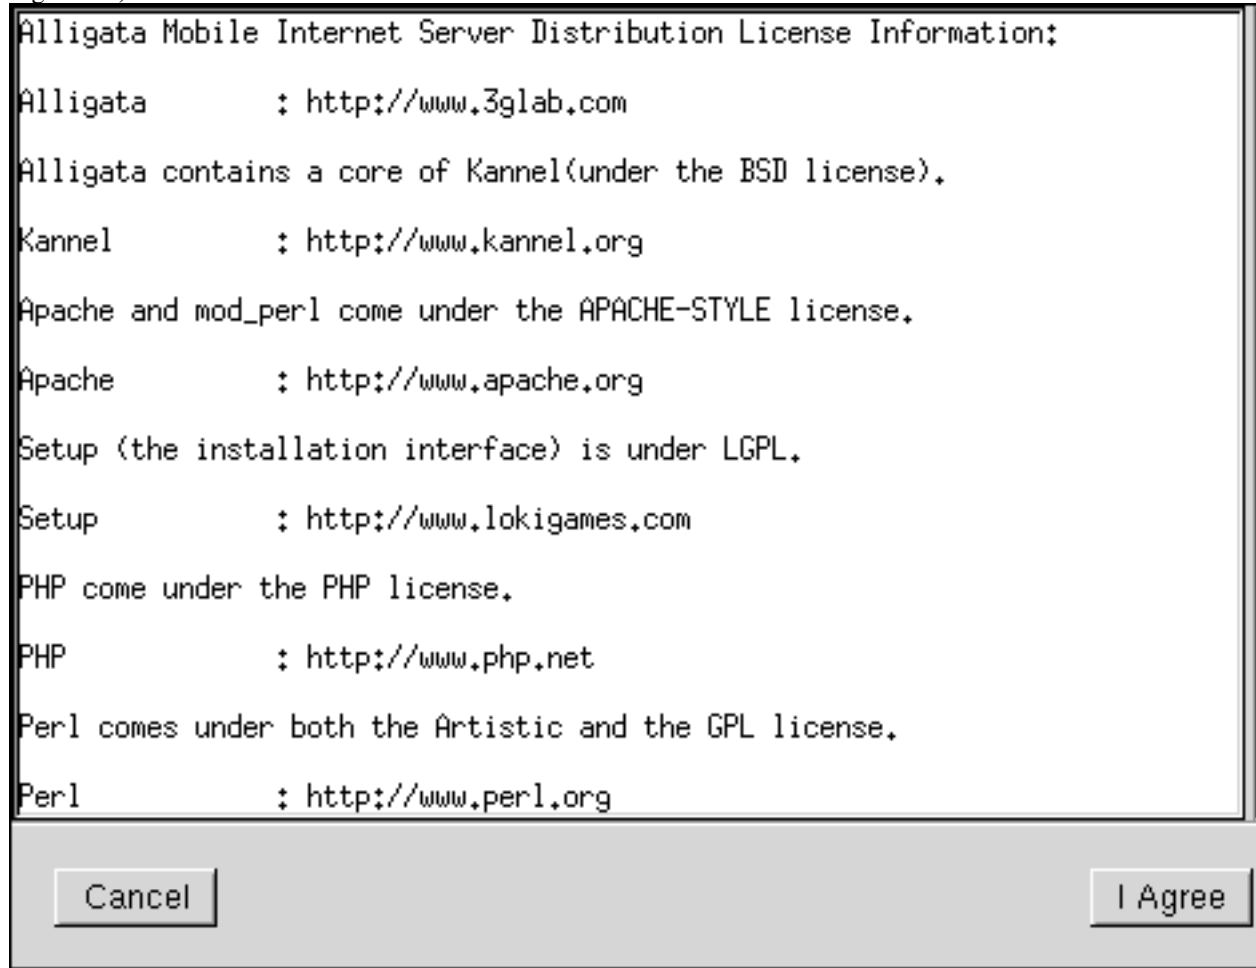 Alligata Mobile Internet Server Distribution License Information:
Alligata : http://www.3glab.com
Alligata contains a core of Kannel(under the BSD license).
Kannel : http://www.kannel.org
Apache and mod_perl come under the APACHE-STYLE license.
Apache : http://www.apache.org
Setup (the installation interface) is under LGPL.
Setup : http://www.lokigames.com
PHP come under the PHP license.
PHP : http://www.php.net
Perl comes under both the Artistic and the GPL license.
Perl : http://www.perl.org
Cancel
I Agree